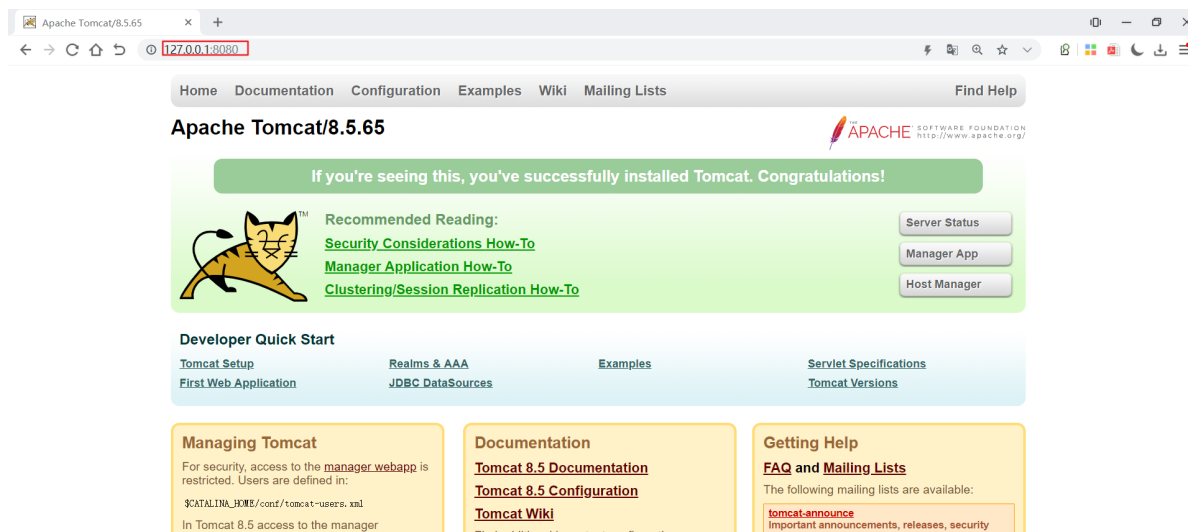 Apache Tomcat/8.5.65
127.0.0.1:8080
Home Documentation Configuration Examples Wiki Mailing Lists Find Help
Apache Tomcat/8.5.65
THE APACHE SOFTWARE FOUNDATION
http://www.apache.org/
If you're seeing this, you've successfully installed Tomcat. Congratulations!
TM
Recommended Reading:
Security Considerations How-To
Manager Application How-To
Clustering/Session Replication How-To
Server Status
Manager App
Host Manager
Developer Quick Start
Tomcat Setup
First Web Application
Realms & AAA
JDBC DataSources
Examples
Servlet Specifications
Tomcat Versions
Managing Tomcat
For security, access to the manager webapp is
restricted. Users are defined in:
$CATALINA_HOME/conf/tomcat-users.xml
In Tomcat 8.5 access to the manager
Documentation
Tomcat 8.5 Documentation
Tomcat 8.5 Configuration
Tomcat Wiki
Getting Help
FAQ and Mailing Lists
The following mailing lists are available:
tomcat-announce
Important announcements, releases, security